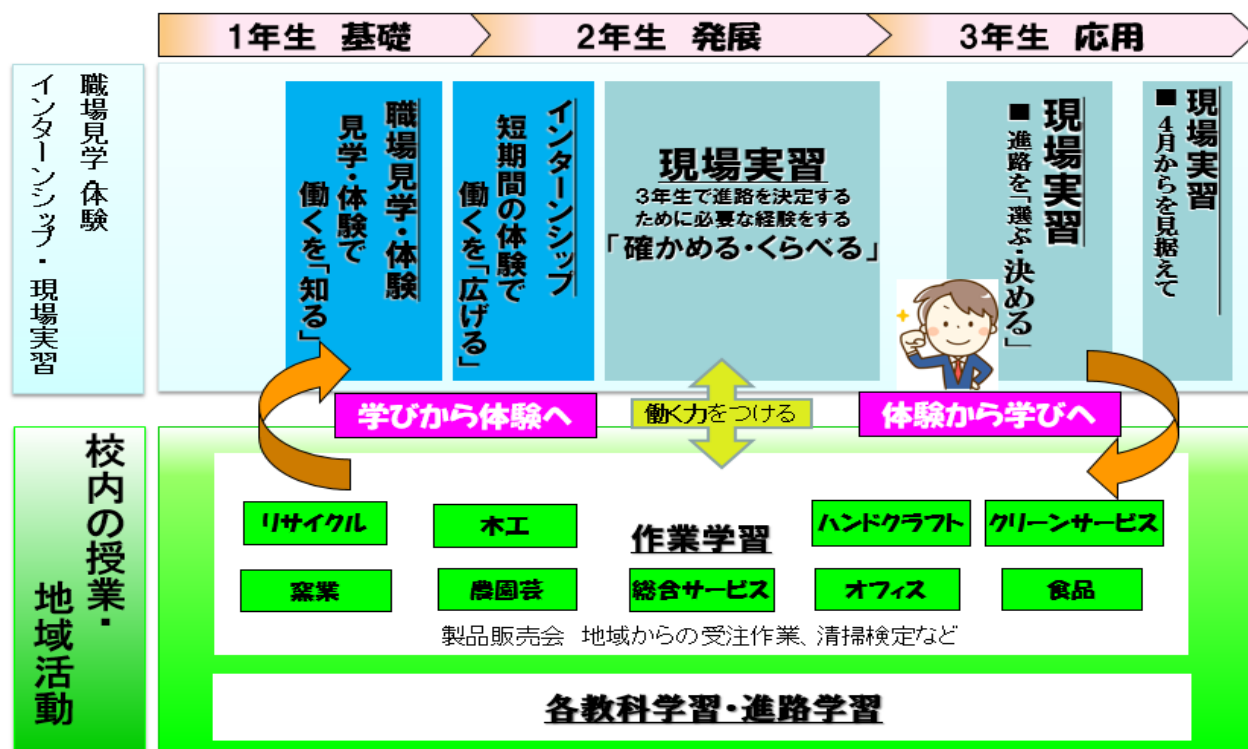 1年生 基礎
2年生 発展
3年生 応用
職場見学・体験
インターンシップ・現場実習
職場見学・体験
見学・体験で
働くを「知る」
インターンシップ
短期間の体験で
働くを「広げる」
現場実習
3年生で進路を決定する
ために必要な経験をする
「確かめる・くらべる」
現場実習
■進路を「選ぶ・決める」
現場実習
■4月からを見据えて
学びから体験へ
働く力をつける
体験から学びへ
校内の授業・
地域活動
リサイクル
木工
作業学習
ハンドクラフト
クリーンサービス
窯業
農園芸
総合サービス
オフィス
食品
製品販売会 地域からの受注作業、清掃検定など
各教科学習・進路学習